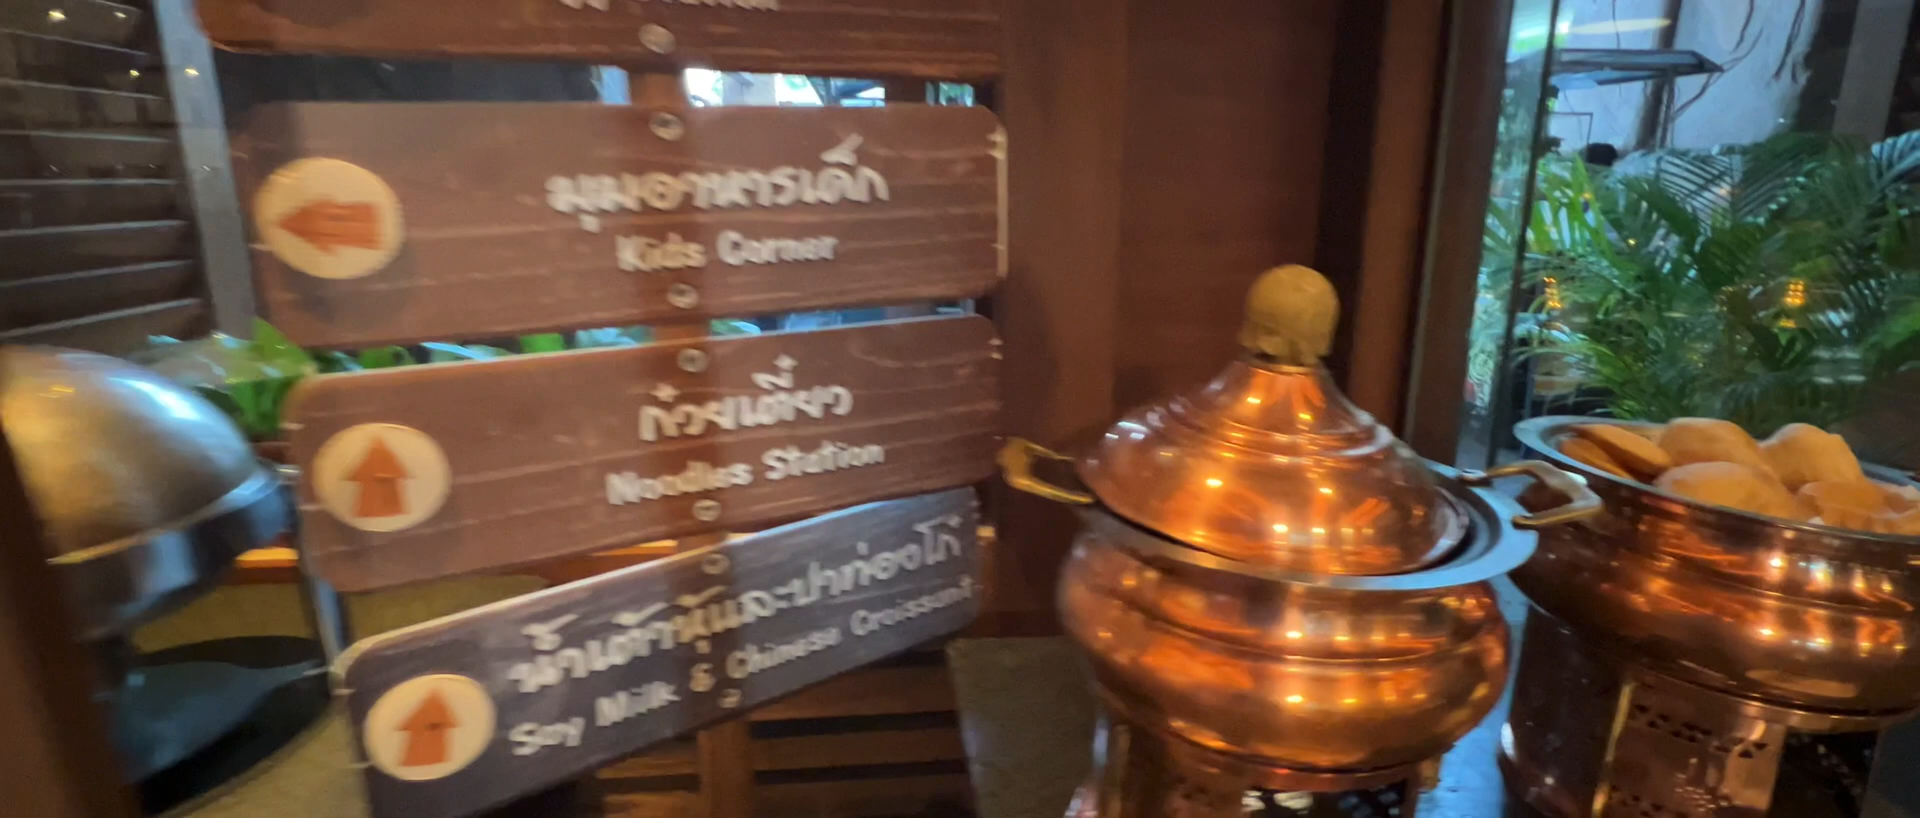 มุมอาหารเด็ก
Kids Corner
ก๋วยเตี๋ยว
Noodles Station
น้ำเต้าหู้และปาท่องโก๋
Soy Milk & Chinese Croissant